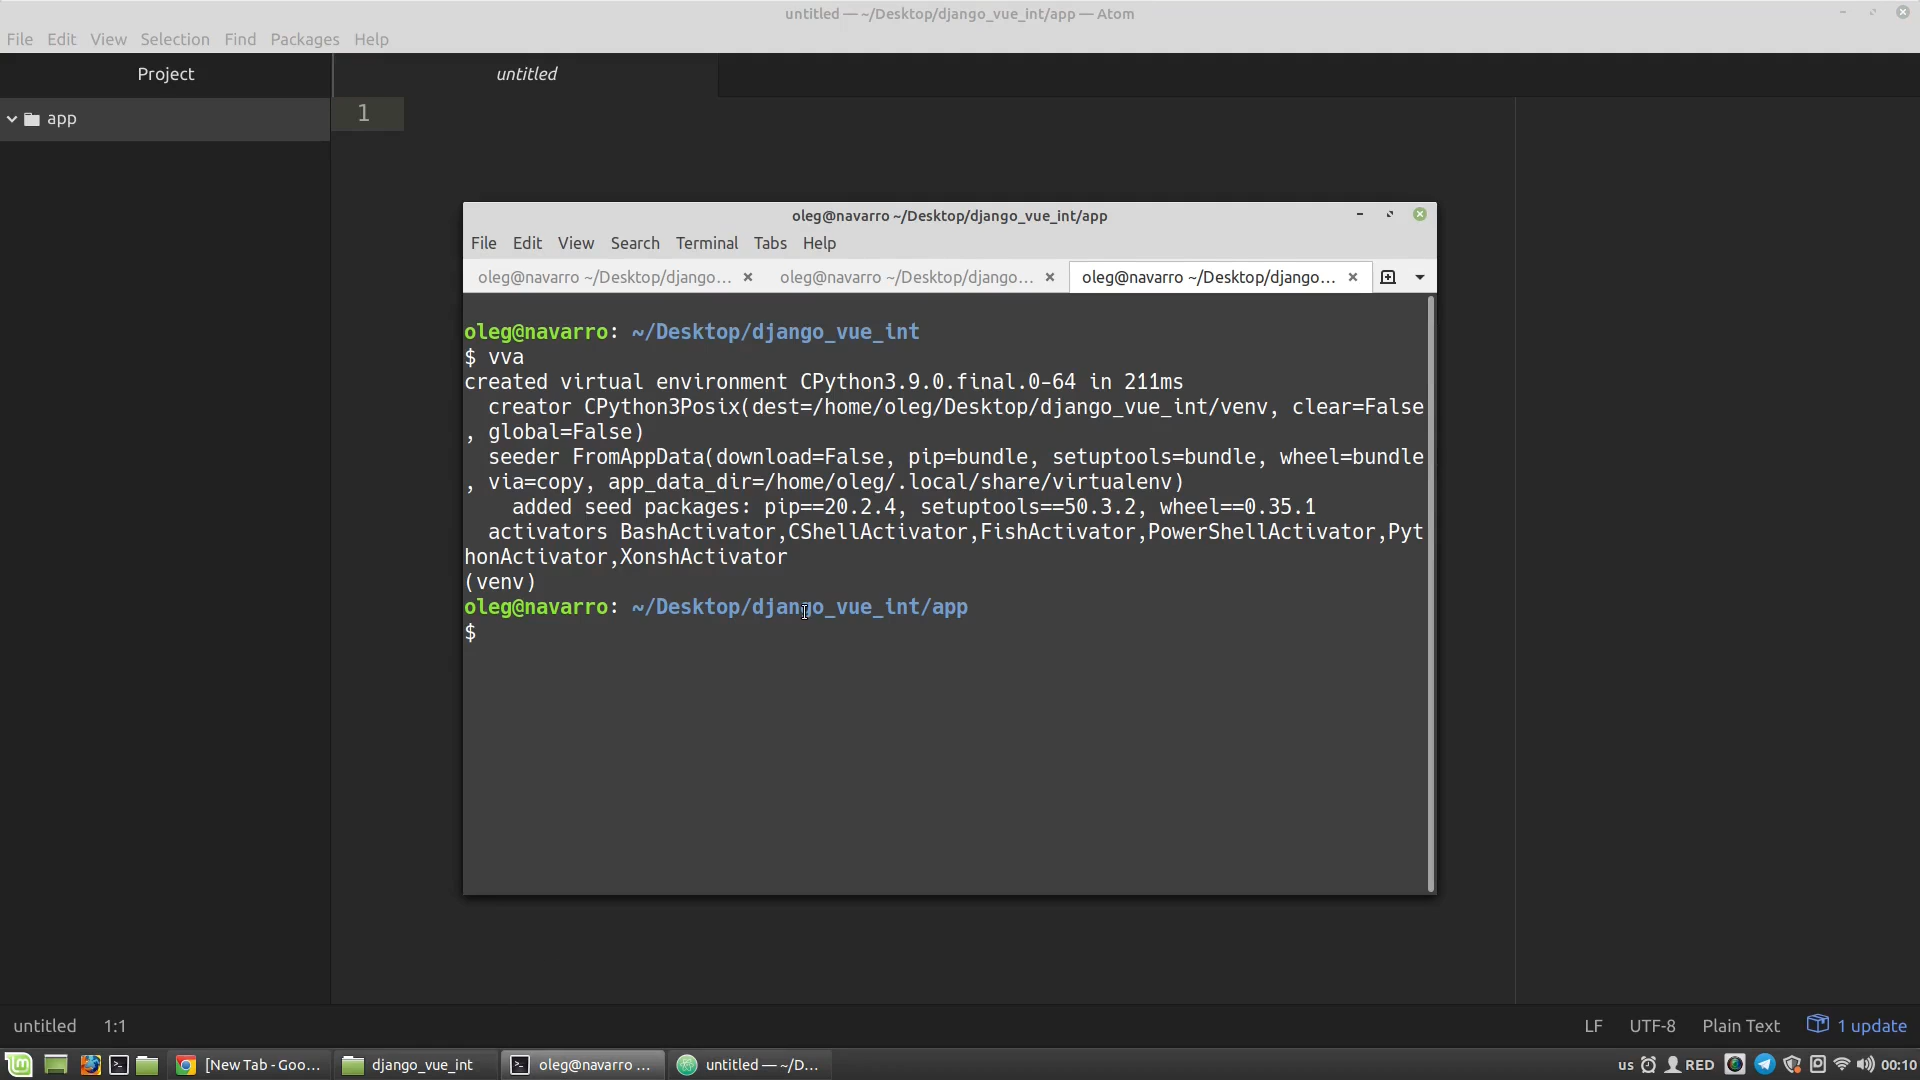 untitled — ~/Desktop/django_vue_int/app — Atom
File Edit View Selection Find Packages Help
Project
untitled
app
1
oleg@navarro ~/Desktop/django_vue_int/app
File Edit View Search Terminal Tabs Help
oleg@navarro ~/Desktop/django... oleg@navarro ~/Desktop/django... oleg@navarro ~/Desktop/django...
oleg@navarro: ~/Desktop/django_vue_int
$ vva
created virtual environment CPython3.9.0.final.0-64 in 211ms
creator CPython3Posix(dest=/home/oleg/Desktop/django_vue_int/venv, clear=False
, global=False)
seeder FromAppData(download=False, pip=bundle, setuptools=bundle, wheel=bundle
, via=copy, app_data_dir=/home/oleg/.local/share/virtualenv)
added seed packages: pip==20.2.4, setuptools==50.3.2, wheel==0.35.1
activators BashActivator,CShellActivator,FishActivator,PowerShellActivator,Pyt
honActivator,XonshActivator
(venv)
oleg@navarro: ~/Desktop/django_vue_int/app
$
untitled 1:1 LF UTF-8 Plain Text 1 update
[New Tab - Goo... django_vue_int oleg@navarro ... untitled — ~/D... us RED 00:10